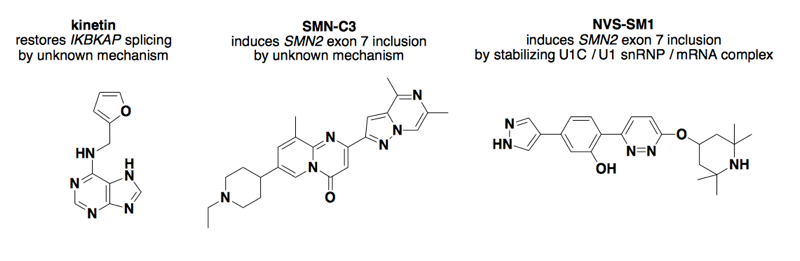 kinetin
restores IKBKAP splicing
by unknown mechanism
SMN-C3
induces SMN2 exon 7 inclusion
by unknown mechanism
NVS-SM1
induces SMN2 exon 7 inclusion
by stabilizing U1C / U1 snRNP / mRNA complex
O
HN
H
N
N
N
N
N
N
N
N
N
N
N
O
N
HN
OH
N=N
O
NH